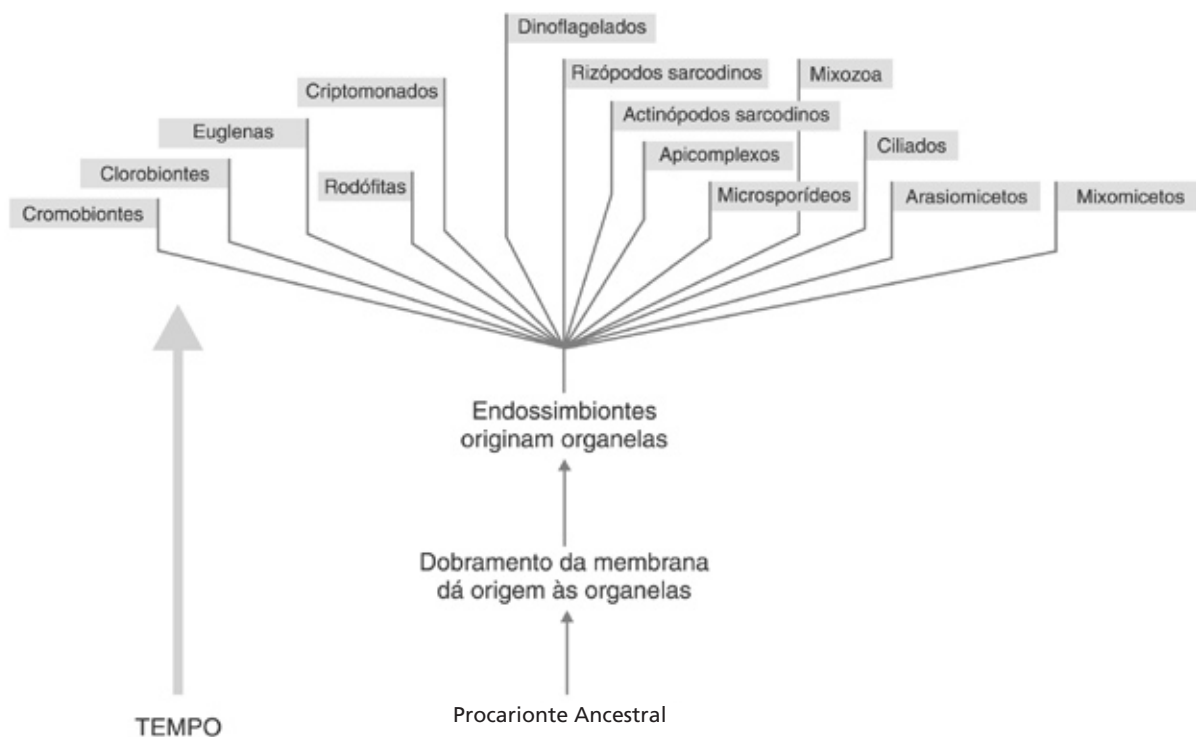 Dinoflagelados
Rizópodos sarcodinos
Mixozoa
Criptomonados
Actinópodos sarcodinos
Euglenas
Apicomplexos
Ciliados
Clorobiontes
Rodófitas
Microsporídeos
Arasiomicetos
Mixomicetos
Cromobiontes
Endossimbiontes
originam organelas
Dobramento da membrana
dá origem às organelas
Procarionte Ancestral
TEMPO